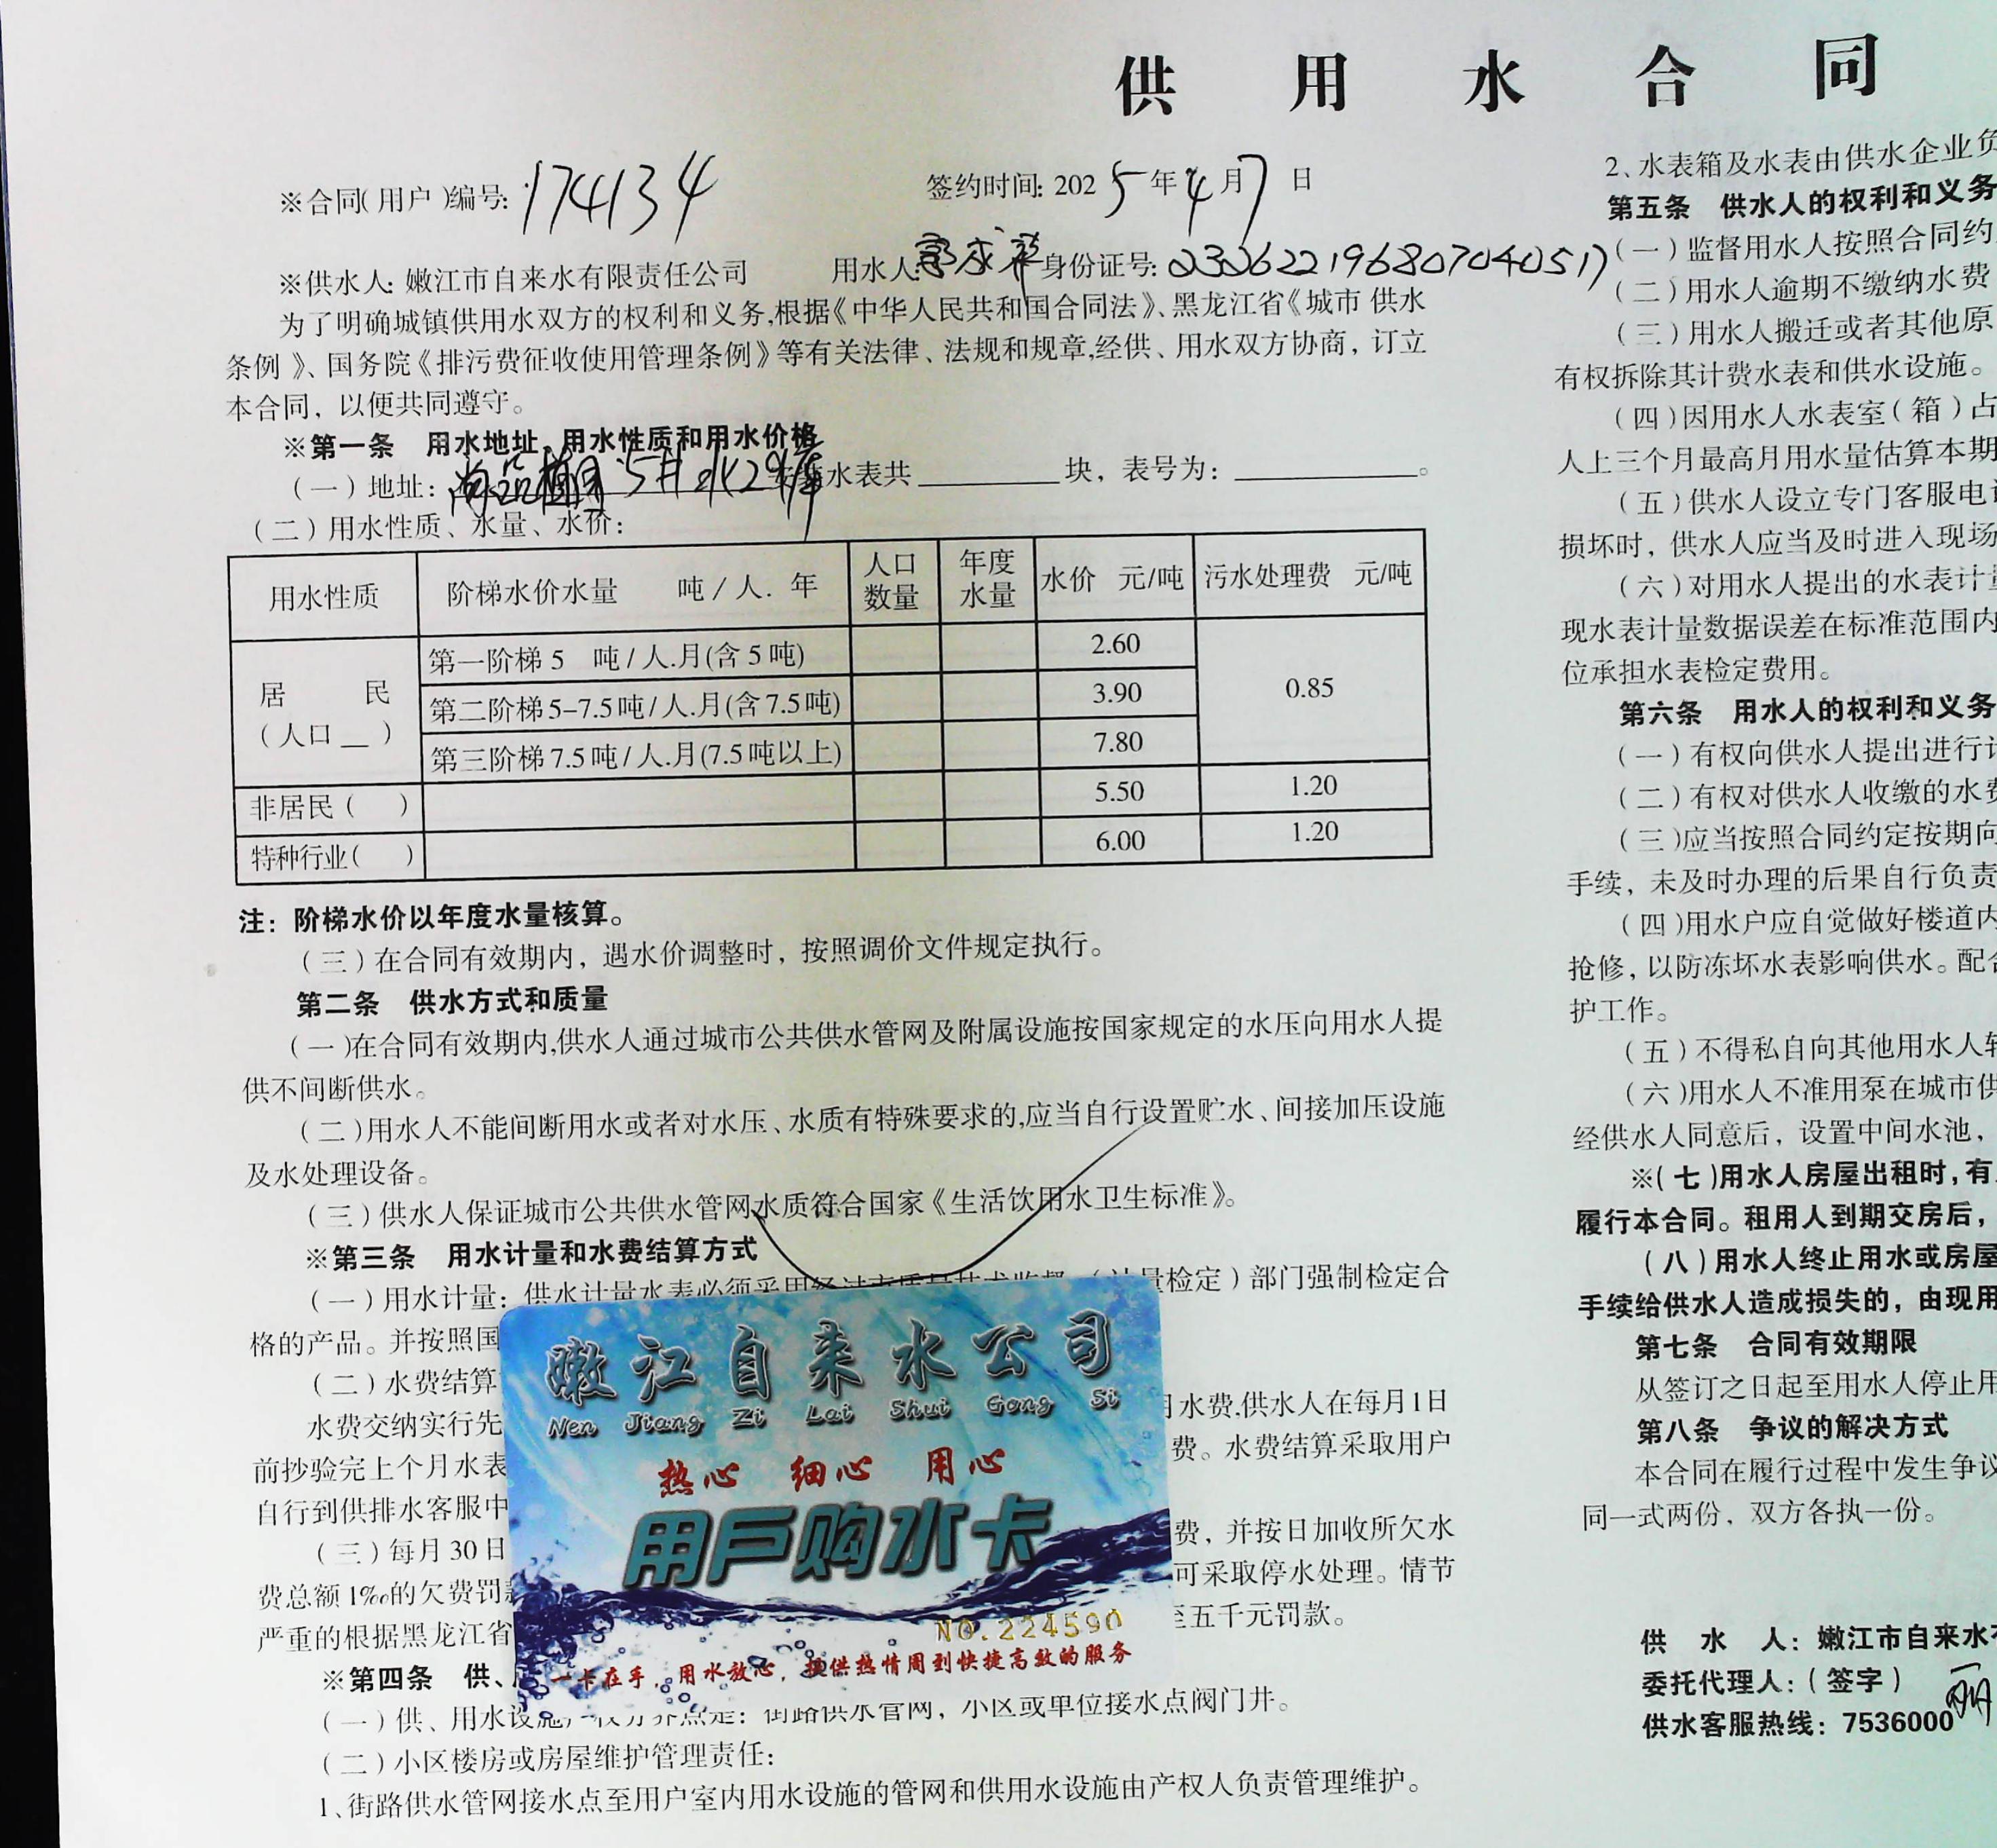 供用水合同
※合同(用户)编号:174134
签约时间:2025年4月7日
※供水人:嫩江市自来水有限责任公司
用水人: 身份证号:232622196807040517
为了明确城镇供用水双方的权利和义务,根据《中华人民共和国合同法》、黑龙江省《城市 供水
条例》、国务院《排污费征收使用管理条例》等有关法律、法规和规章,经供、用水双方协商，订立
本合同，以便共同遵守。
※第一条 用水地址、用水性质和用水价格
(一)地址: 水表共 块，表号为: 。
(二)用水性质、水量、水价:
用水性质 阶梯水价水量 吨/人.年 人口数量 年度水量 水价 元/吨 污水处理费 元/吨
居民(人口__) 第一阶梯5 吨/人.月(含5吨) 2.60 0.85
第二阶梯5-7.5吨/人.月(含7.5吨) 3.90
第三阶梯7.5吨/人.月(7.5吨以上) 7.80
非居民( ) 5.50 1.20
特种行业( ) 6.00 1.20
注: 阶梯水价以年度水量核算。
(三)在合同有效期内，遇水价调整时，按照调价文件规定执行。
第二条 供水方式和质量
(一)在合同有效期内,供水人通过城市公共供水管网及附属设施按国家规定的水压向用水人提
供不间断供水。
(二)用水人不能间断用水或者对水压、水质有特殊要求的,应当自行设置贮水、间接加压设施
及水处理设备。
(三)供水人保证城市公共供水管网水质符合国家《生活饮用水卫生标准》。
※第三条 用水计量和水费结算方式
(一)用水计量: 供水计量水表必须采用经过 检定)部门强制检定合
格的产品。并按照国
(二)水费结算
水费交纳实行先 月水费,供水人在每月1日
前抄验完上个月水表 费。水费结算采取用户
自行到供排水客服中
(三)每月30日 费，并按日加收所欠水
费总额1‰的欠费罚 可采取停水处理。情节
严重的根据黑龙江省 至五千元罚款。
※第四条 供、
(一)供、用水设施产权分界点是: 街路供水管网，小区或单位接水点阀门井。
(二)小区楼房或房屋维护管理责任:
1、街路供水管网接水点至用户室内用水设施的管网和供用水设施由产权人负责管理维护。
嫩江自来水公司
Nen Jiang Zi Lai Shui Gong Si
热心 细心 用心
用户购水卡
NO.224590
一卡在手，用水放心，提供热情周到快捷高效的服务
2、水表箱及水表由供水企业负
第五条 供水人的权利和义务
(一)监督用水人按照合同约
(二)用水人逾期不缴纳水费
(三)用水人搬迁或者其他原
有权拆除其计费水表和供水设施。
(四)因用水人水表室(箱)占
人上三个月最高月用水量估算本期
(五)供水人设立专门客服电
损坏时，供水人应当及时进入现场
(六)对用水人提出的水表计
现水表计量数据误差在标准范围内
位承担水表检定费用。
第六条 用水人的权利和义务
(一)有权向供水人提出进行
(二)有权对供水人收缴的水费
(三)应当按照合同约定按期向
手续，未及时办理的后果自行负责
(四)用水户应自觉做好楼道内
抢修,以防冻坏水表影响供水。配合
护工作。
(五)不得私自向其他用水人转
(六)用水人不准用泵在城市供
经供水人同意后，设置中间水池，
※(七)用水人房屋出租时,有
履行本合同。租用人到期交房后，
(八)用水人终止用水或房屋
手续给供水人造成损失的，由现用
第七条 合同有效期限
从签订之日起至用水人停止用
第八条 争议的解决方式
本合同在履行过程中发生争议
同一式两份，双方各执一份。
供 水 人: 嫩江市自来水有
委托代理人:(签字)
供水客服热线: 7536000